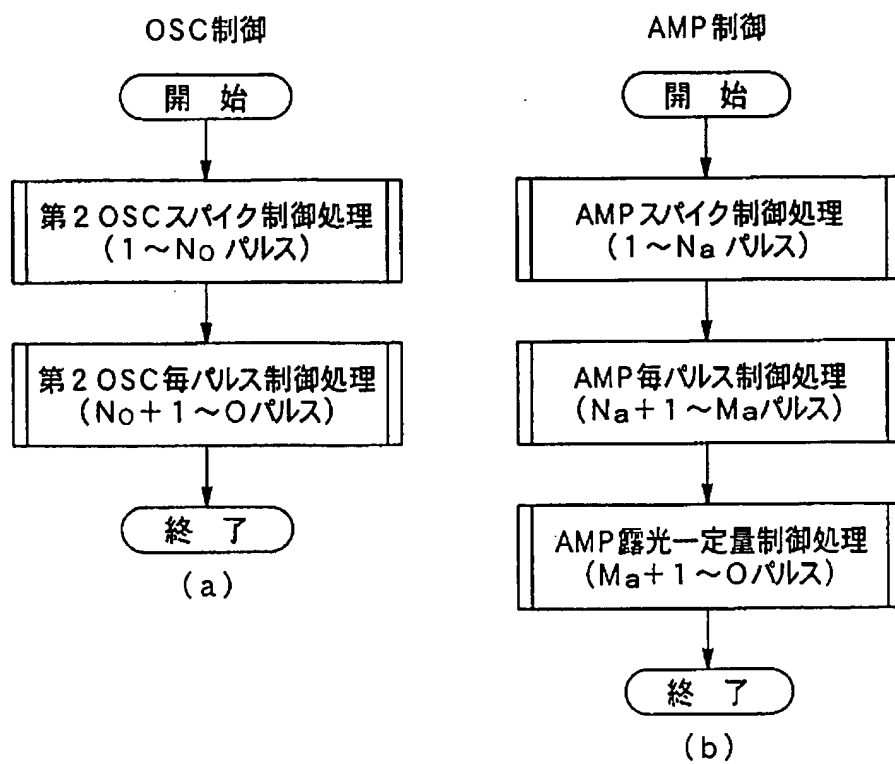 OSC制御
開 始
第2OSCスパイク制御処理
(1～No パルス)
第2OSC毎パルス制御処理
(No+1～Oパルス)
終 了
(a)
AMP制御
開 始
AMPスパイク制御処理
(1～Na パルス)
AMP毎パルス制御処理
(Na+1～Maパルス)
AMP露光一定量制御処理
(Ma+1～Oパルス)
終 了
(b)